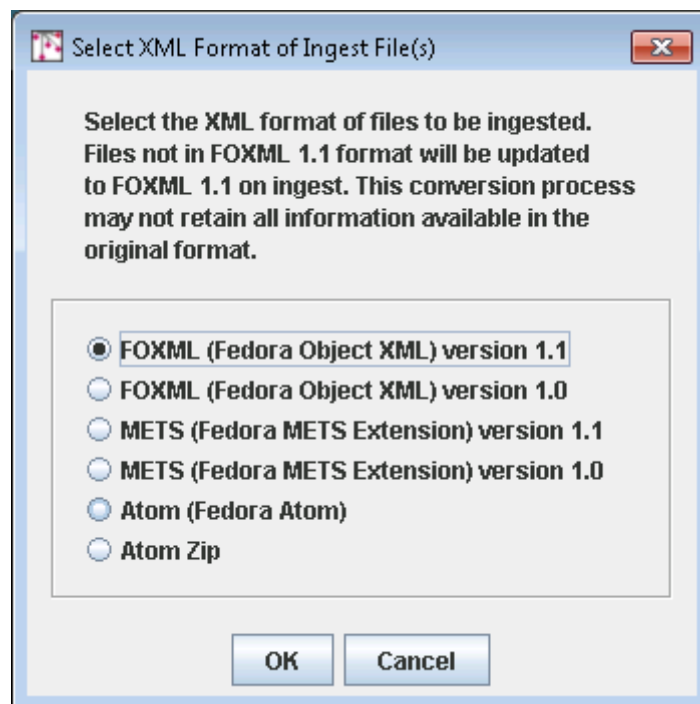 Select XML Format of Ingest File(s)
Select the XML format of files to be ingested.
Files not in FOXML 1.1 format will be updated
to FOXML 1.1 on ingest. This conversion process
may not retain all information available in the
original format.
FOXML (Fedora Object XML) version 1.1
FOXML (Fedora Object XML) version 1.0
METS (Fedora METS Extension) version 1.1
METS (Fedora METS Extension) version 1.0
Atom (Fedora Atom)
Atom Zip
OK Cancel